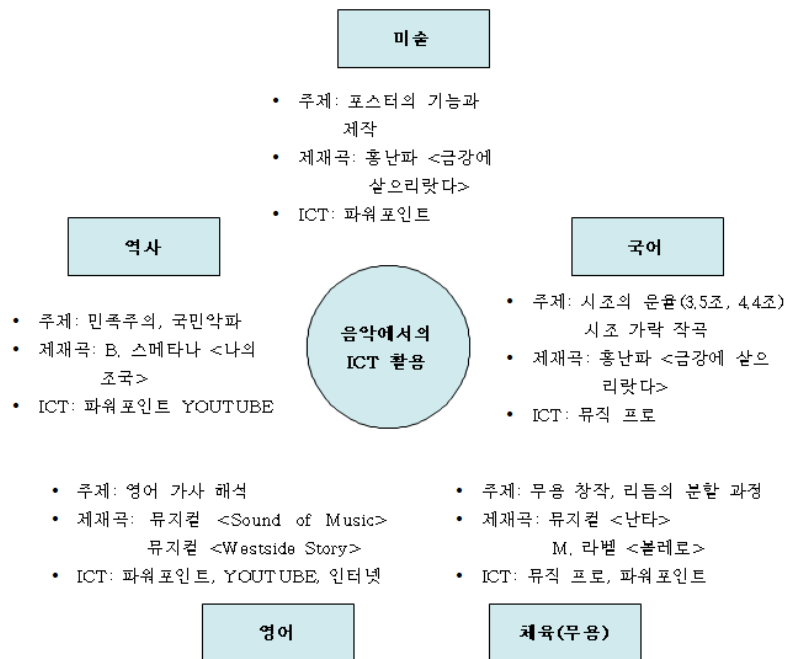 미술
• 주제: 포스터의 기능과
제작
• 제재곡: 홍난파 <금강에
살으리랏다>
• ICT: 파워포인트
역사
• 주제: 민족주의, 국민악파
• 제재곡: B. 스메타나 <나의
조국>
• ICT: 파워포인트 YOUTUBE
음악에서의
ICT 활용
국어
• 주제: 시조의 운율(3.5조, 4.4조)
시조 가락 작곡
• 제재곡: 홍난파 <금강에 살으
리랏다>
• ICT: 뮤직 프로
• 주제: 영어 가사 해석
• 제재곡: 뮤지컬 <Sound of Music>
뮤지컬 <Westside Story>
• ICT: 파워포인트, YOUTUBE, 인터넷
영어
• 주제: 무용 창작, 리듬의 분할 과정
• 제재곡: 뮤지컬 <난타>
M. 라벨 <볼레로>
• ICT: 뮤직 프로, 파워포인트
체육(무용)